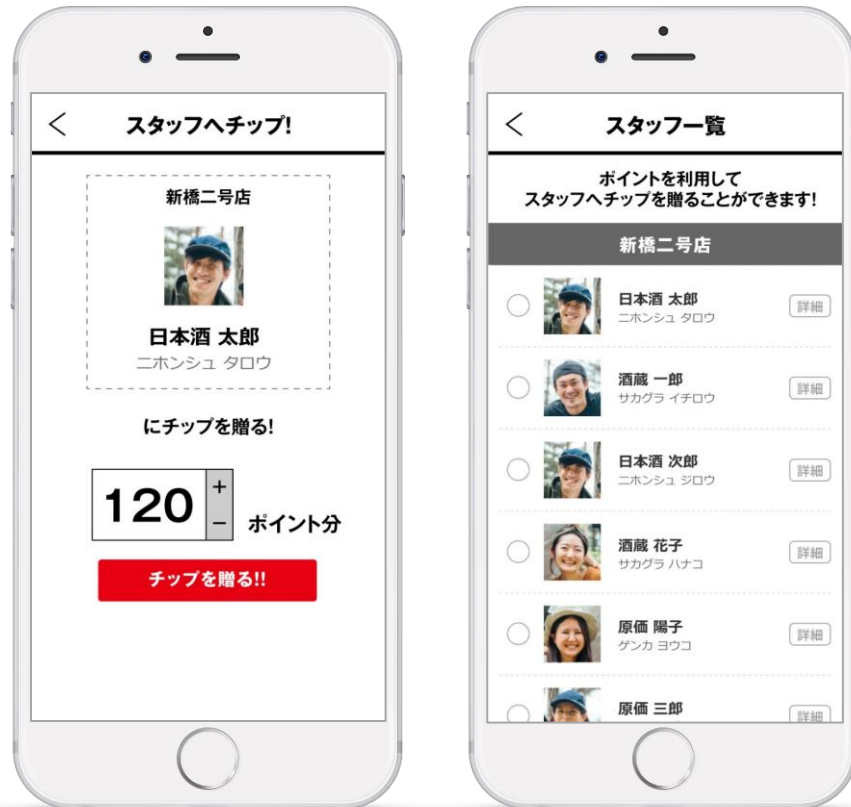 スタッフへチップ!
新橋二号店
日本酒 太郎
ニホンシュ タロウ
にチップを贈る!
120
+
−
ポイント分
チップを贈る!!
スタッフ一覧
ポイントを利用して
スタッフへチップを贈ることができます!
新橋二号店
日本酒 太郎
ニホンシュ タロウ
詳細
酒蔵 一郎
サカグラ イチロウ
詳細
日本酒 次郎
ニホンシュ ジロウ
詳細
酒蔵 花子
サカグラ ハナコ
詳細
原価 陽子
ゲンカ ヨウコ
詳細
原価 三郎
詳細